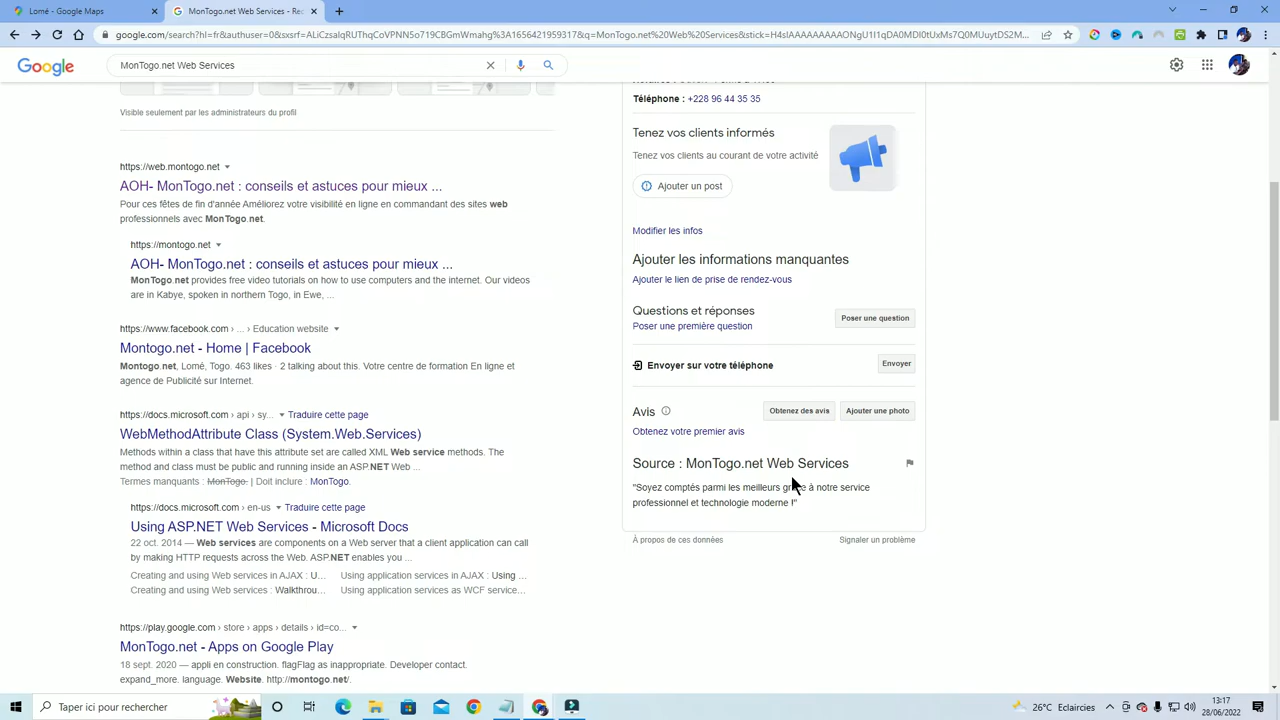 Lomé - Google Maps
MonTogo.net Web Services - Rec
google.com/search?hl=fr&authuser=0&sxsrf=ALiCzsalqRUThqCoVPNN5o719CBGmWmahg%3A1656421959317&q=MonTogo.net%20Web%20Services&stick=H4sIAAAAAAAAAONgU1I1qDA0MDI0tUxMs7Q0MUuytDS2M...
Google
MonTogo.net Web Services
Visible seulement par les administrateurs du profil
https://web.montogo.net
AOH- MonTogo.net : conseils et astuces pour mieux ...
Pour ces fêtes de fin d'année Améliorez votre visibilité en ligne en commandant des sites web
professionnels avec MonTogo.net.
https://montogo.net
AOH- MonTogo.net : conseils et astuces pour mieux ...
MonTogo.net provides free video tutorials on how to use computers and the internet. Our videos
are in Kabye, spoken in northern Togo, in Ewe, ...
https://www.facebook.com › ... › Education website
Montogo.net - Home | Facebook
Montogo.net, Lomé, Togo. 463 likes · 2 talking about this. Votre centre de formation En ligne et
agence de Publicité sur Internet.
https://docs.microsoft.com › api › sy... Traduire cette page
WebMethodAttribute Class (System.Web.Services)
Methods within a class that have this attribute set are called XML Web service methods. The
method and class must be public and running inside an ASP.NET Web ...
Termes manquants : MonTogo. | Doit inclure : MonTogo.
https://docs.microsoft.com › en-us Traduire cette page
Using ASP.NET Web Services - Microsoft Docs
22 oct. 2014 — Web services are components on a Web server that a client application can call
by making HTTP requests across the Web. ASP.NET enables you ...
Creating and using Web services in AJAX : U... Using application services in AJAX : Using ...
Creating and using Web services : Walkthrou... Using application services as WCF service...
https://play.google.com › store › apps › details › id=co...
MonTogo.net - Apps on Google Play
18 sept. 2020 — appli en construction. flagFlag as inappropriate. Developer contact.
expand_more. language. Website. http://montogo.net/.
Téléphone : +228 96 44 35 35
Tenez vos clients informés
Tenez vos clients au courant de votre activité
Ajouter un post
Modifier les infos
Ajouter les informations manquantes
Ajouter le lien de prise de rendez-vous
Questions et réponses
Poser une première question
Poser une question
Envoyer sur votre téléphone
Envoyer
Avis
Obtenez des avis
Ajouter une photo
Obtenez votre premier avis
Source : MonTogo.net Web Services
"Soyez comptés parmi les meilleurs grâce à notre service
professionnel et technologie moderne !"
À propos de ces données
Signaler un problème
Taper ici pour rechercher
26°C Eclaircies
13:17
28/06/2022